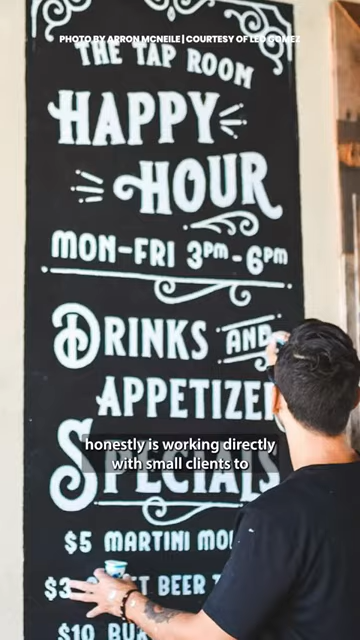 PHOTO BY ARRON MCNEILE | COURTESY OF LEO GOMEZ
THE TAP ROOM
HAPPY
HOUR
MON-FRI 3PM-6PM
DRINKS AND
APPETIZE
honestly is working directly
with small clients to
SPECIALS
$5 MARTINI MO
$3 BEER
$10